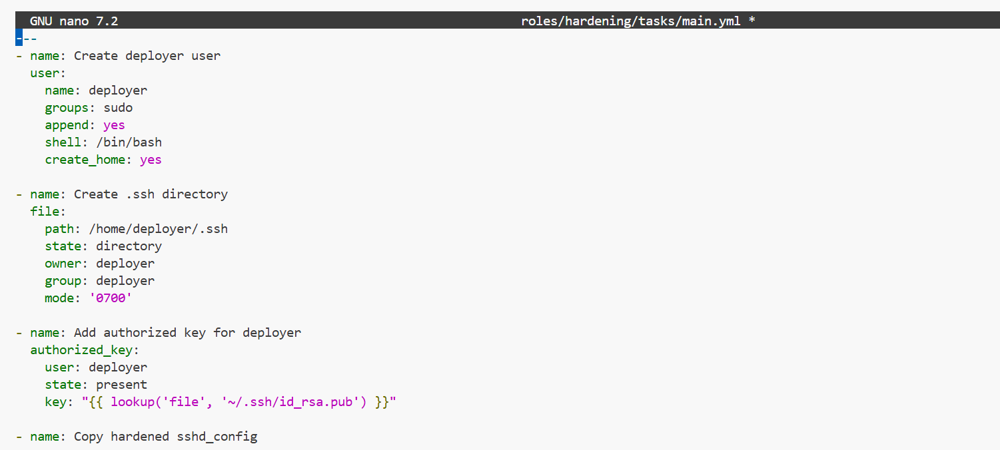 GNU nano 7.2 roles/hardening/tasks/main.yml *
---
- name: Create deployer user
  user:
    name: deployer
    groups: sudo
    append: yes
    shell: /bin/bash
    create_home: yes

- name: Create .ssh directory
  file:
    path: /home/deployer/.ssh
    state: directory
    owner: deployer
    group: deployer
    mode: '0700'

- name: Add authorized key for deployer
  authorized_key:
    user: deployer
    state: present
    key: "{{ lookup('file', '~/.ssh/id_rsa.pub') }}"

- name: Copy hardened sshd_config